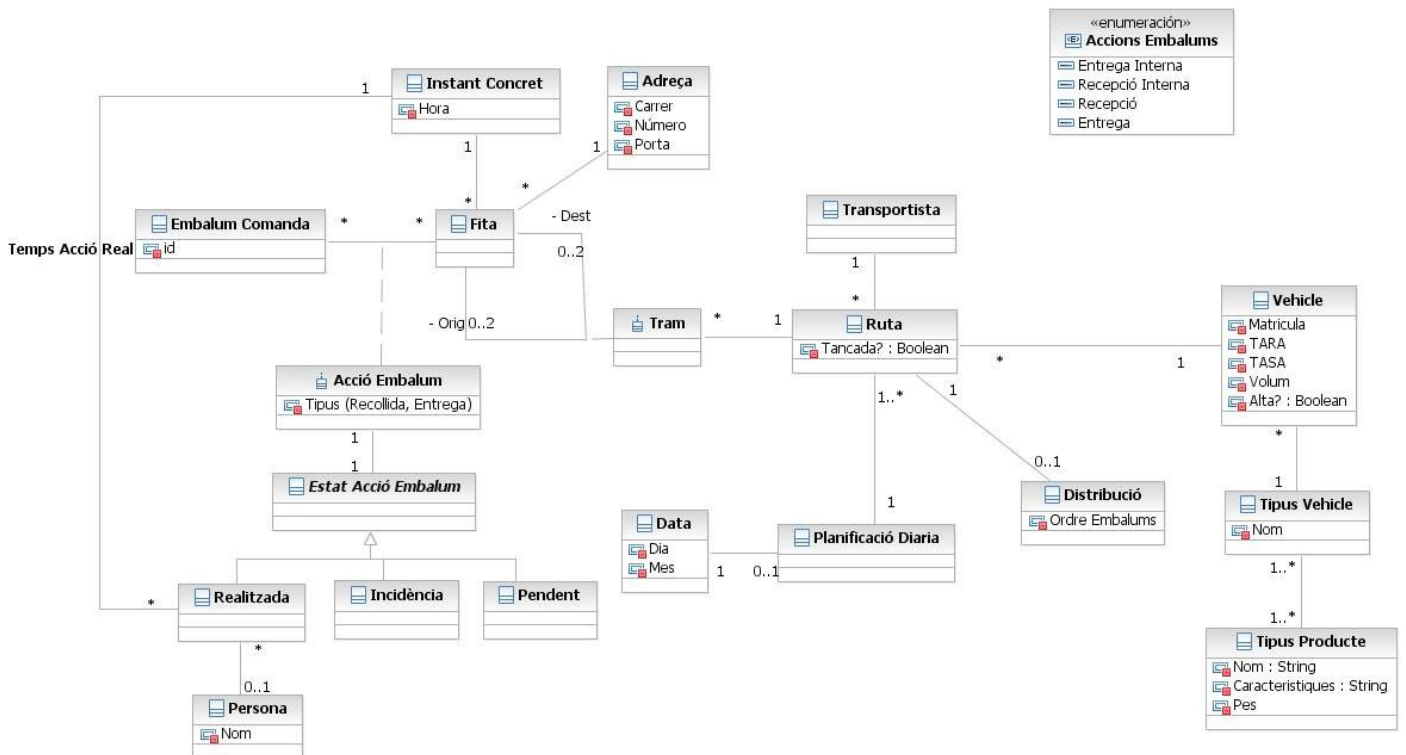 «enumeración»
Accions Embalums
Entrega Interna
Recepció Interna
Recepció
Entrega
Instant Concret
Hora
1
1
*
Adreça
Carrer
Número
Porta
1
*
Embalum Comanda
id
*
*
Temps Acció Real
Fita
- Dest
0..2
- Orig 0..2
Tram
*
1
Transportista
1
*
Ruta
Tancada? : Boolean
*
1
Vehicle
Matricula
TARA
TASA
Volum
Alta? : Boolean
*
1
Acció Embalum
Tipus (Recollida, Entrega)
1
1
Estat Acció Embalum
1..*
1
1
0..1
Distribució
Ordre Embalums
Tipus Vehicle
Nom
1..*
1..*
Data
Dia
Mes
1
0..1
Planificació Diaria
Realitzada
*
Incidència
Pendent
*
0..1
Persona
Nom
Tipus Producte
Nom : String
Caracteristiques : String
Pes